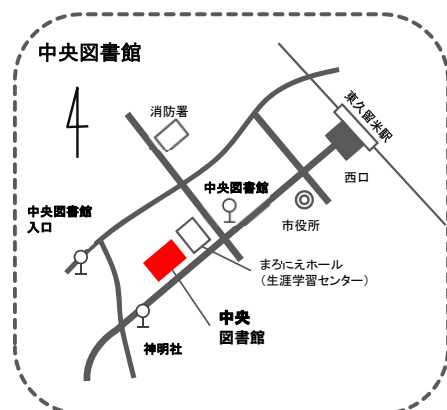 中央図書館
消防署
東久留米駅
西口
中央図書館
市役所
中央図書館
入口
まろにえホール
（生涯学習センター）
中央
図書館
神明社